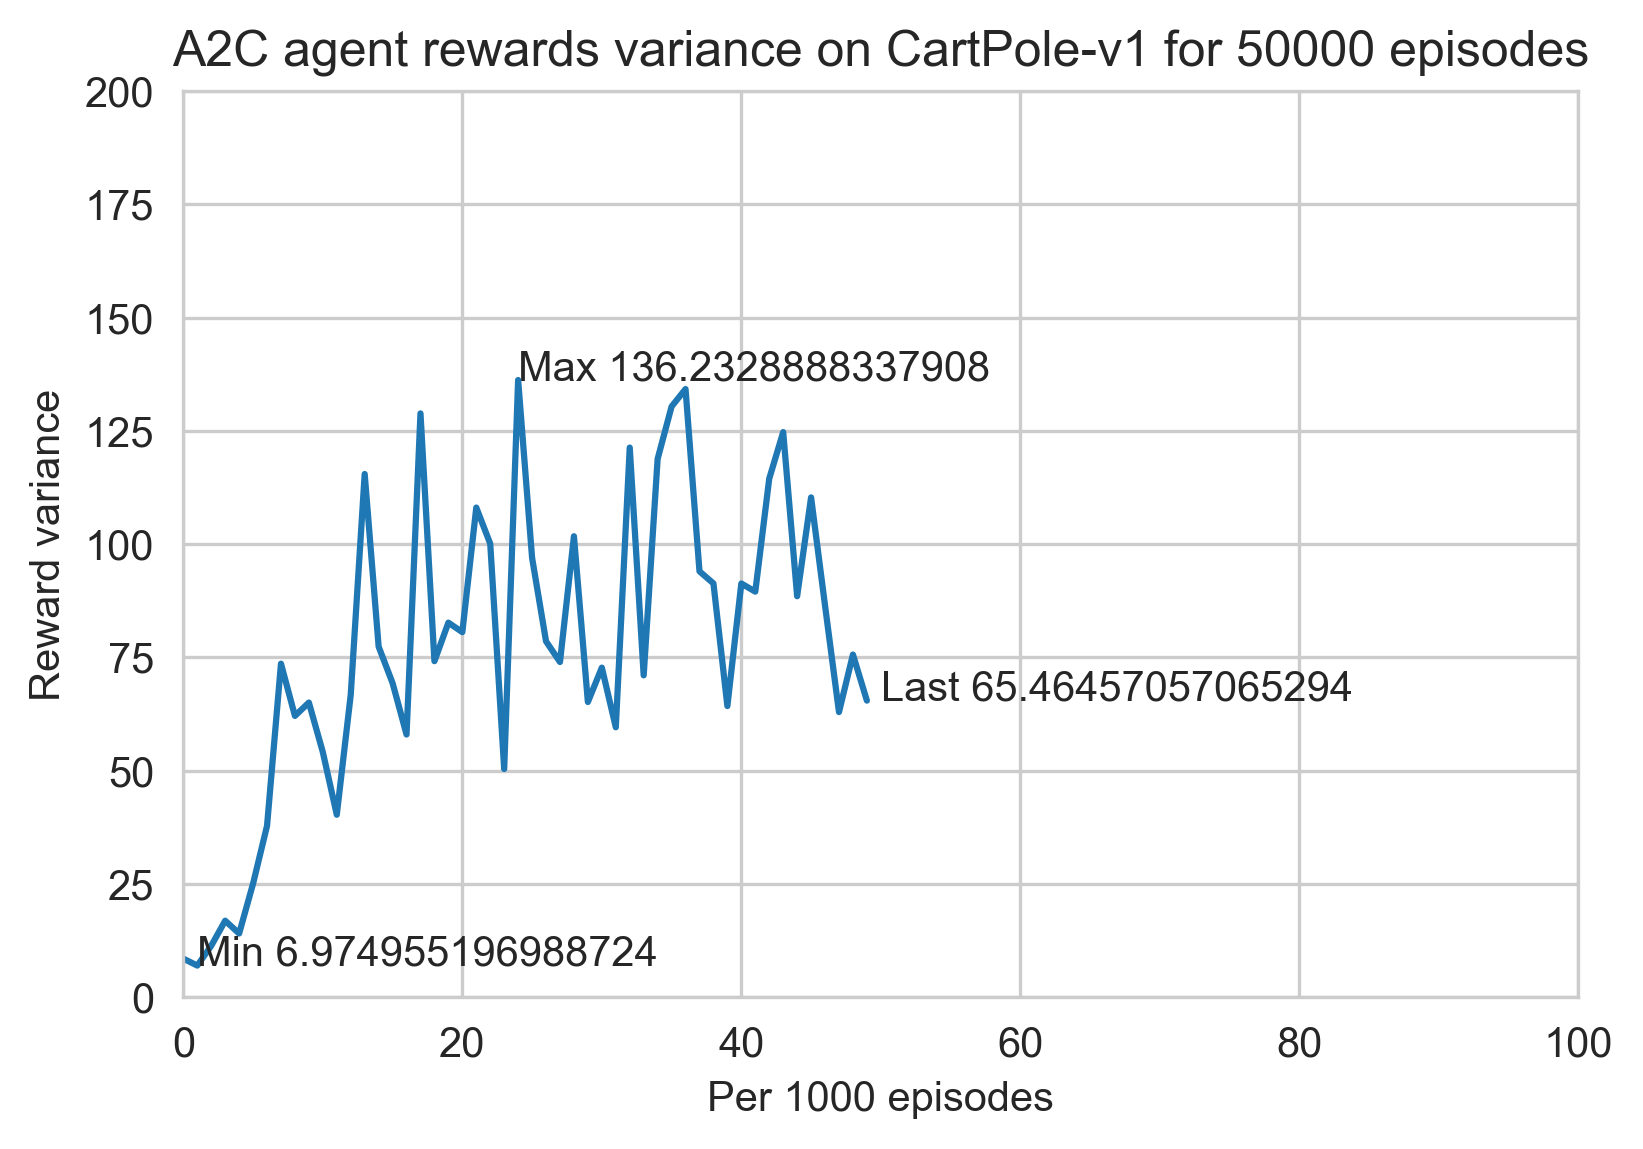 A2C agent rewards variance on CartPole-v1 for 50000 episodes
200
175
150
125
100
75
50
25
0
Reward variance
Max 136.2328888337908
Last 65.46457057065294
Min 6.974955196988724
0 20 40 60 80 100
Per 1000 episodes